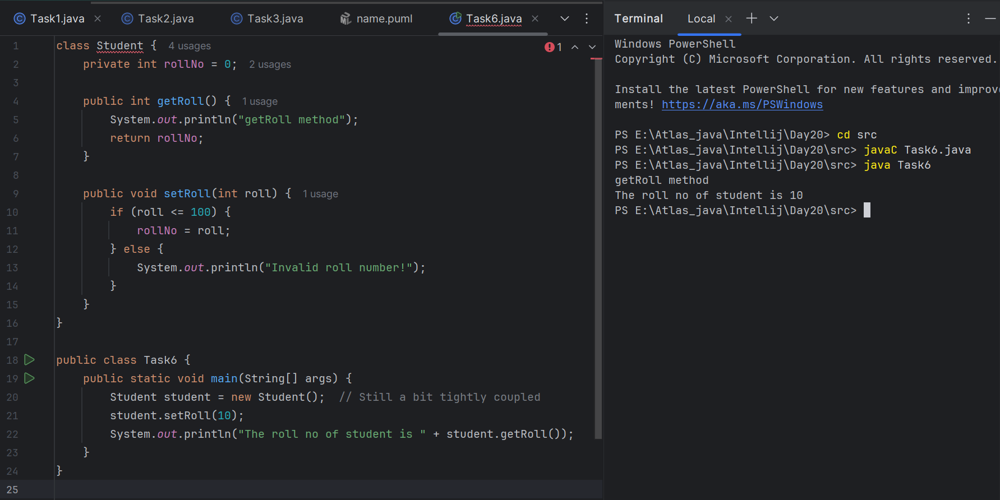 Task1.java
Task2.java
Task3.java
name.puml
Task6.java
1 class Student { 4 usages
2     private int rollNo = 0; 2 usages
3
4     public int getRoll() { 1 usage
5         System.out.println("getRoll method");
6         return rollNo;
7     }
8
9     public void setRoll(int roll) { 1 usage
10         if (roll <= 100) {
11             rollNo = roll;
12         } else {
13             System.out.println("Invalid roll number!");
14         }
15     }
16 }
17
18 public class Task6 {
19     public static void main(String[] args) {
20         Student student = new Student();  // Still a bit tightly coupled
21         student.setRoll(10);
22         System.out.println("The roll no of student is " + student.getRoll());
23     }
24 }
25
1
Terminal Local
Windows PowerShell
Copyright (C) Microsoft Corporation. All rights reserved.
Install the latest PowerShell for new features and improve
ments! https://aka.ms/PSWindows
PS E:\Atlas_java\Intellij\Day20> cd src
PS E:\Atlas_java\Intellij\Day20\src> javaC Task6.java
PS E:\Atlas_java\Intellij\Day20\src> java Task6
getRoll method
The roll no of student is 10
PS E:\Atlas_java\Intellij\Day20\src>